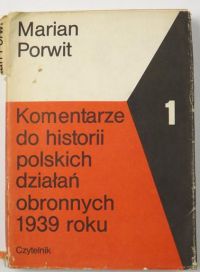 Marian
Porwit
1
Komentarze
do historii
polskich
działań
obronnych
1939 roku
Czytelnik